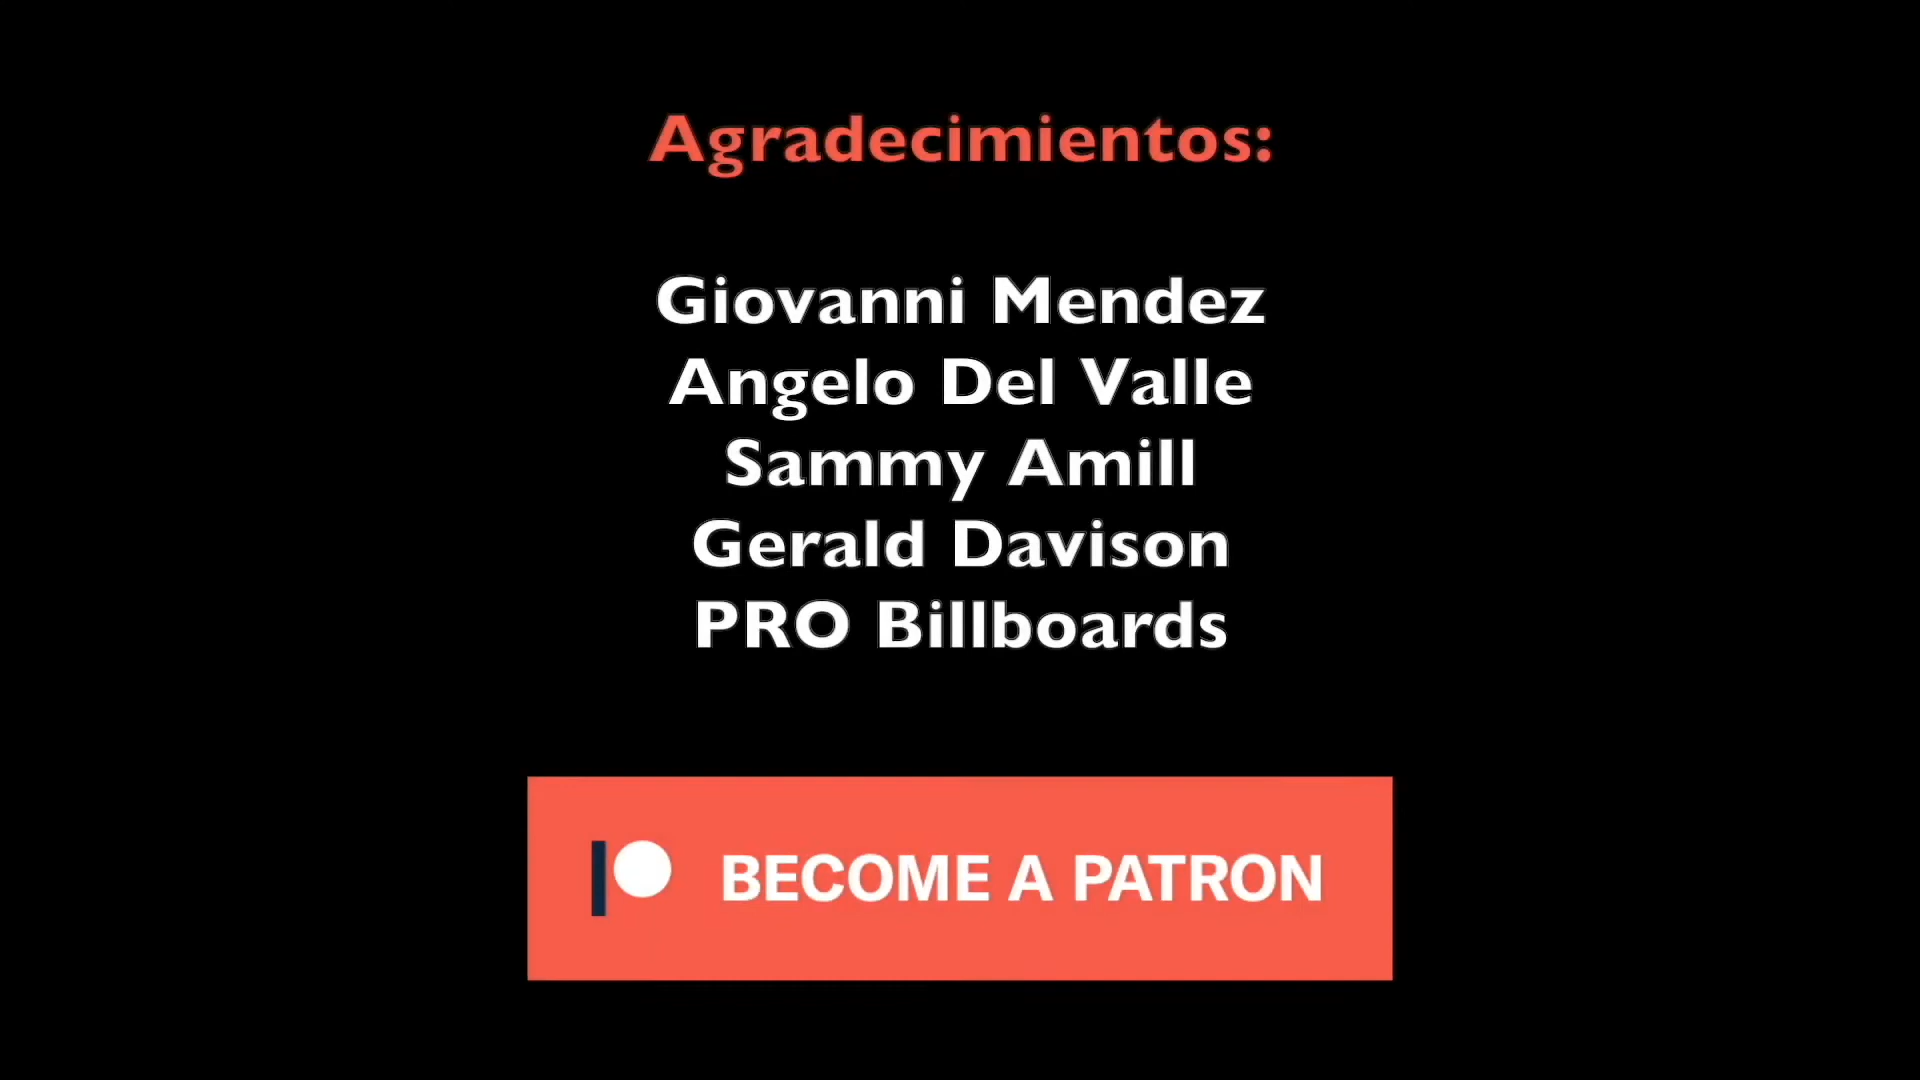 Agradecimientos:
Giovanni Mendez
Angelo Del Valle
Sammy Amill
Gerald Davison
PRO Billboards
BECOME A PATRON